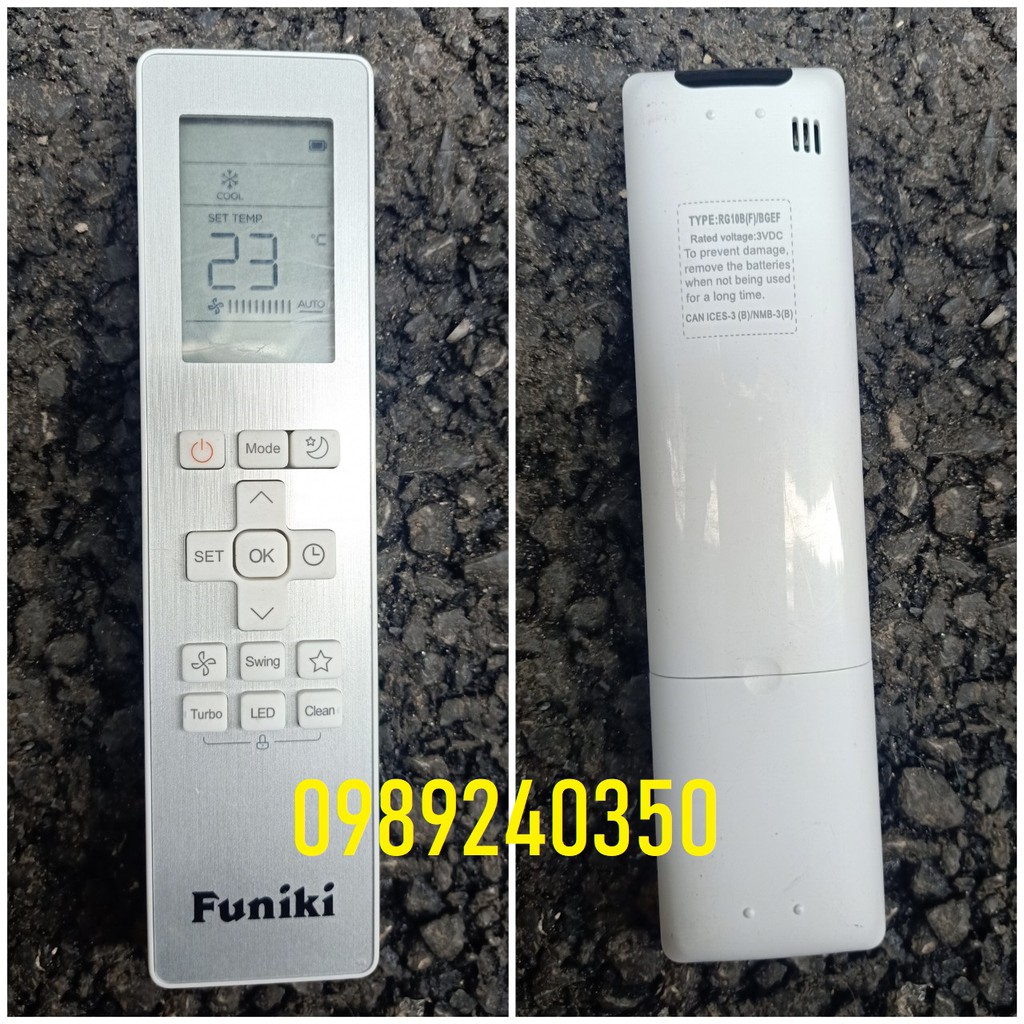 COOL
SET TEMP.
23 °C
AUTO
Mode
SET OK
Swing
Turbo LED Clean
0989240350
Funiki
TYPE:RG10B(F)/BGEF
Rated voltage:3VDC
To prevent damage,
remove the batteries
when not being used
for a long time.
CAN ICES-3 (B)/NMB-3(B)